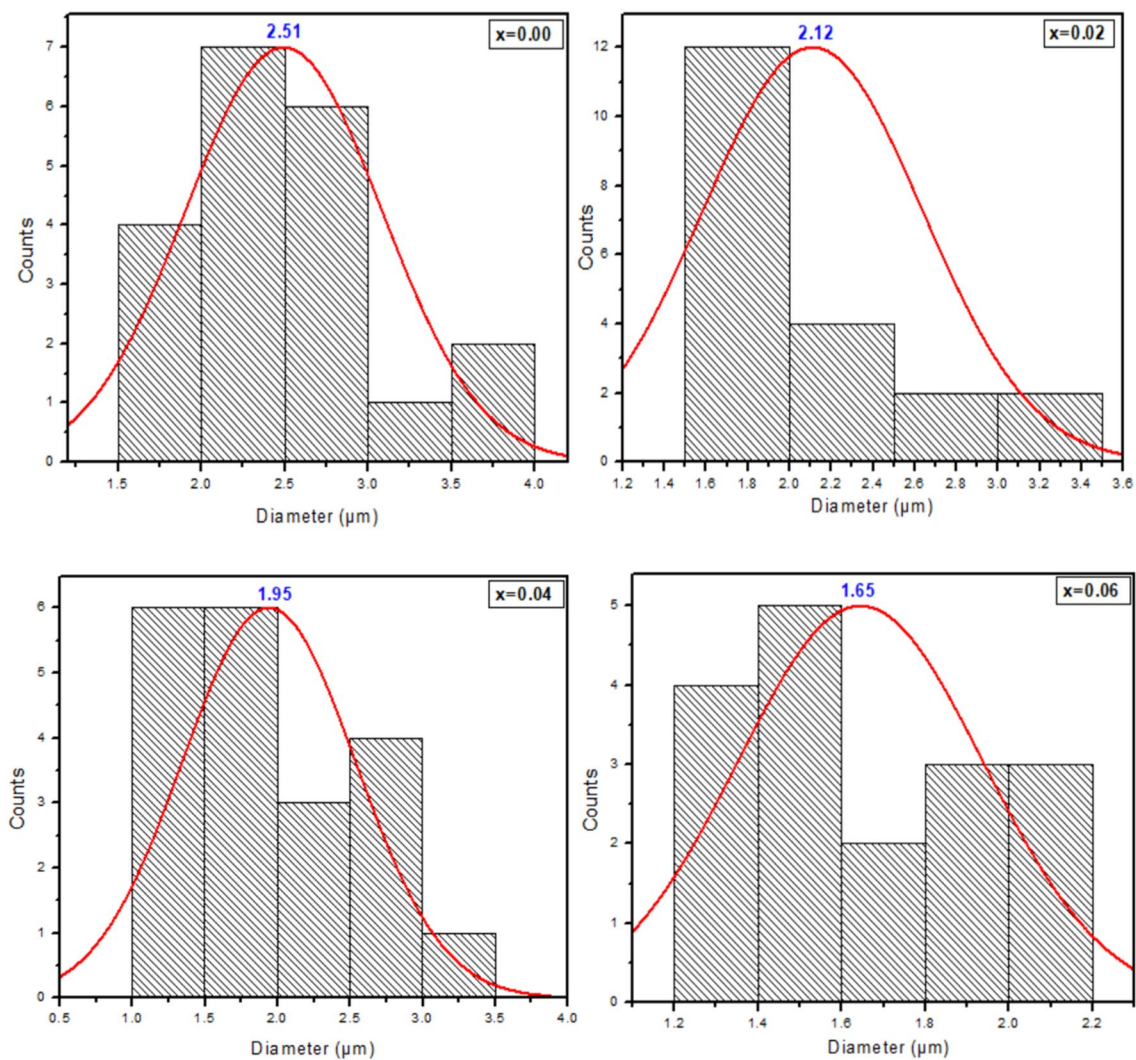 2.51
x=0.00
7
6
5
4
3
2
1
0
Counts
1.5 2.0 2.5 3.0 3.5 4.0
Diameter (μm)
2.12
x=0.02
12
10
8
6
4
2
0
Counts
1.2 1.4 1.6 1.8 2.0 2.2 2.4 2.6 2.8 3.0 3.2 3.4 3.6
Diameter (μm)
1.95
x=0.04
6
5
4
3
2
1
0
Counts
0.5 1.0 1.5 2.0 2.5 3.0 3.5 4.0
Diameter (μm)
1.65
x=0.06
5
4
3
2
1
0
Counts
1.2 1.4 1.6 1.8 2.0 2.2
Diameter (μm)